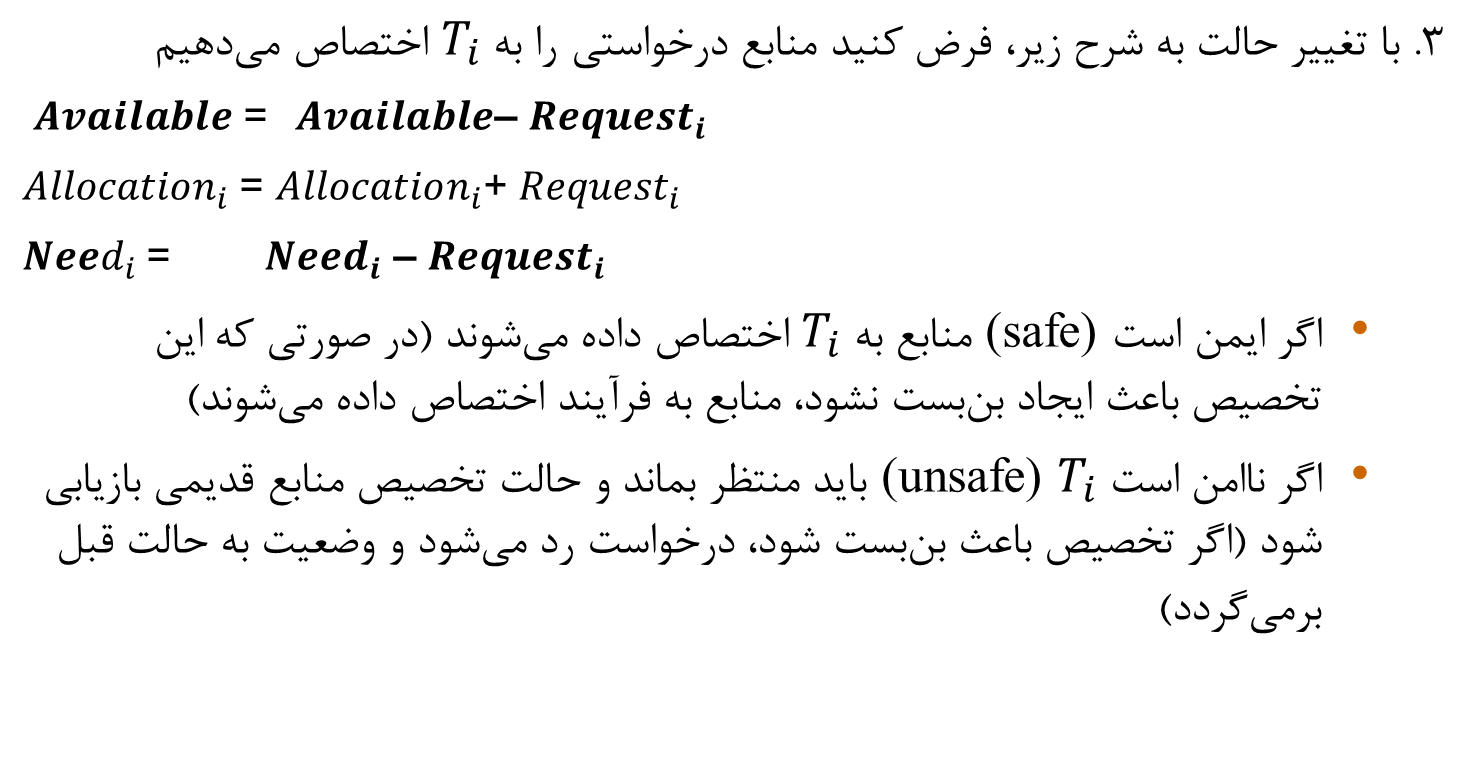 ۳. با تغییر حالت به شرح زیر، فرض کنید منابع درخواستی را به Tᵢ اختصاص می‌دهیم
Available = Available– Requestᵢ
Allocationᵢ = Allocationᵢ+ Requestᵢ
Needᵢ = Needᵢ – Requestᵢ
• اگر ایمن است (safe) منابع به Tᵢ اختصاص داده می‌شوند (در صورتی که این
تخصیص باعث ایجاد بن‌بست نشود، منابع به فرآیند اختصاص داده می‌شوند)
• اگر ناامن است Tᵢ (unsafe) باید منتظر بماند و حالت تخصیص منابع قدیمی بازیابی
شود (اگر تخصیص باعث بن‌بست شود، درخواست رد می‌شود و وضعیت به حالت قبل
برمی‌گردد)